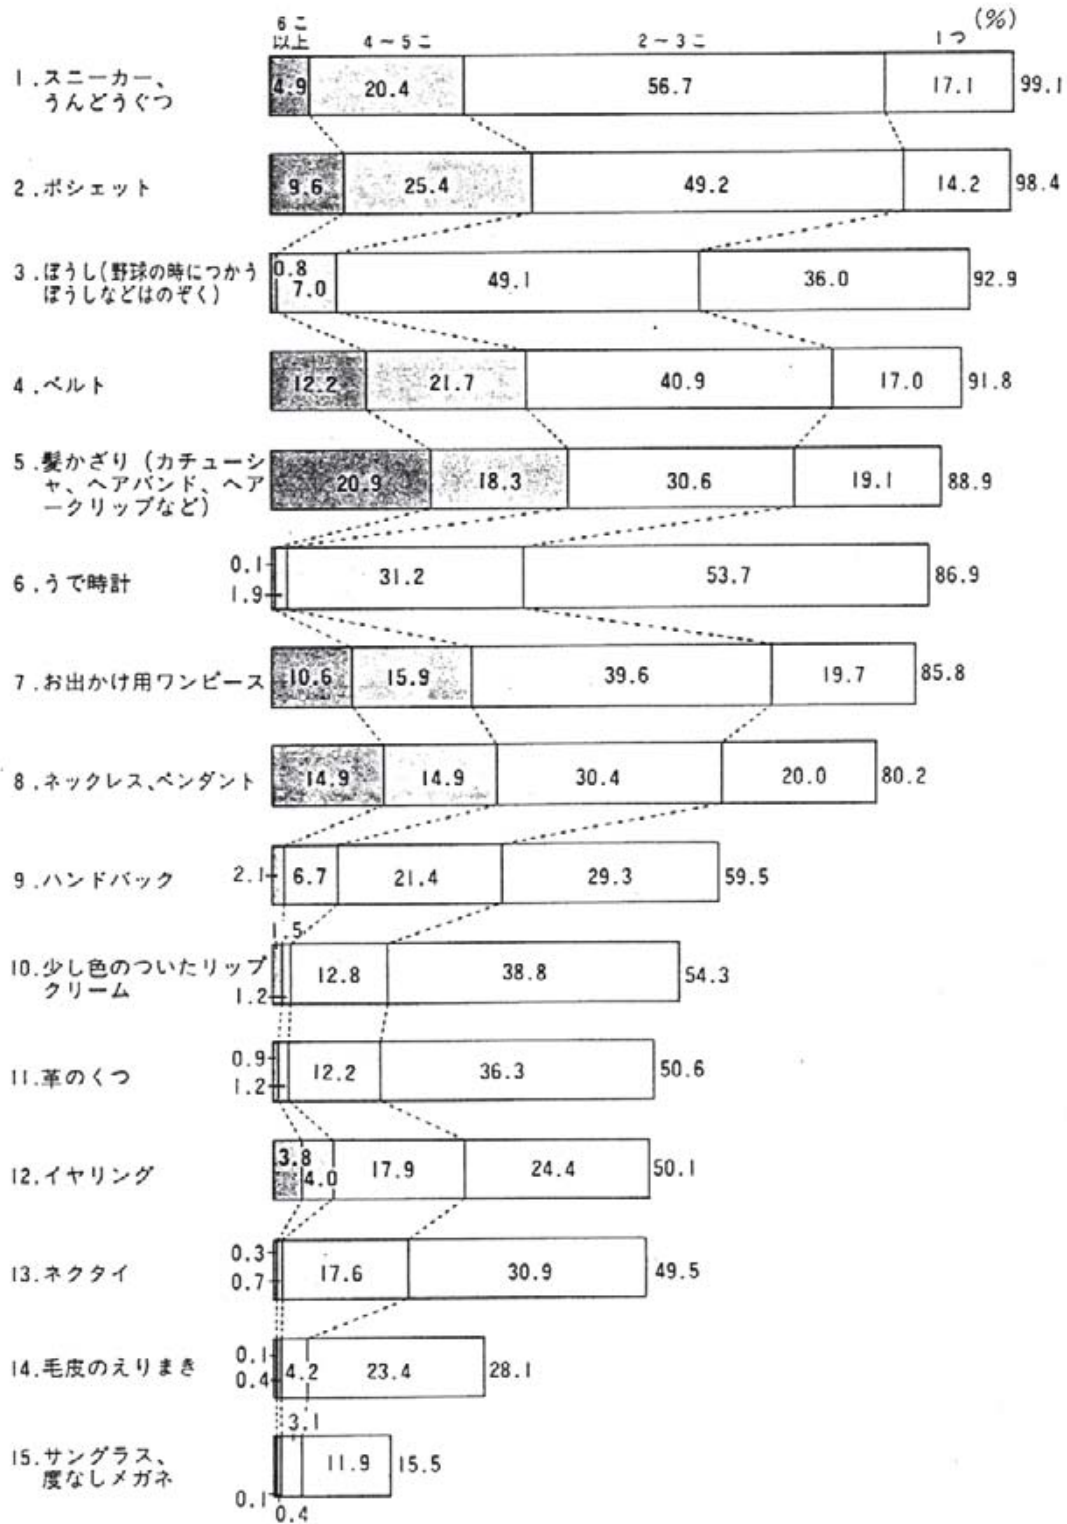 (%)
6こ
以上 4～5こ 2～3こ 1つ
1.スニーカー、
うんどうぐつ
4.9 20.4 56.7 17.1 99.1
2.ポシェット 9.6 25.4 49.2 14.2 98.4
3.ぼうし(野球の時につかう
ぼうしなどはのぞく)
0.8 7.0 49.1 36.0 92.9
4.ベルト 12.2 21.7 40.9 17.0 91.8
5.髪かざり(カチューシ
ャ、ヘアバンド、ヘア
ークリップなど)
20.9 18.3 30.6 19.1 88.9
6.うで時計 0.1 1.9 31.2 53.7 86.9
7.お出かけ用ワンピース 10.6 15.9 39.6 19.7 85.8
8.ネックレス、ペンダント 14.9 14.9 30.4 20.0 80.2
9.ハンドバック 2.1 6.7 21.4 29.3 59.5
10.少し色のついたリップ
クリーム
1.5 1.2 12.8 38.8 54.3
11.革のくつ 0.9 1.2 12.2 36.3 50.6
12.イヤリング 3.8 4.0 17.9 24.4 50.1
13.ネクタイ 0.3 0.7 17.6 30.9 49.5
14.毛皮のえりまき 0.1 0.4 4.2 23.4 28.1
15.サングラス、
度なしメガネ
0.1 0.4 3.1 11.9 15.5